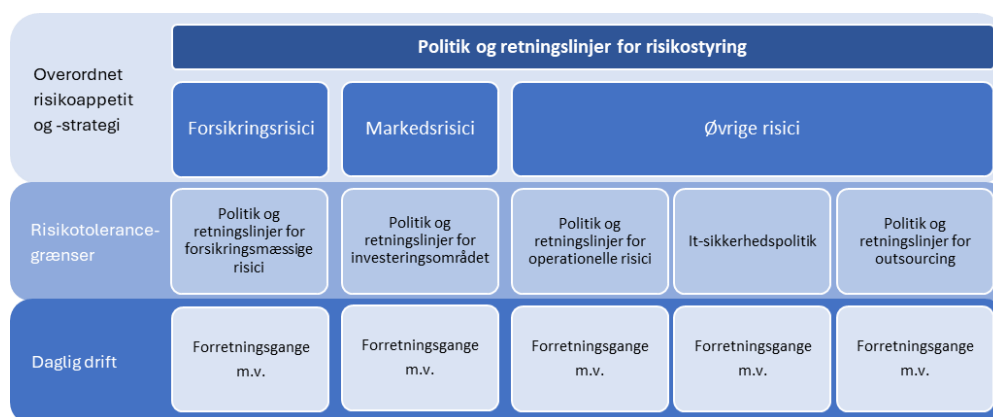 Politik og retningslinjer for risikostyring
Overordnet
risikoappetit
og -strategi
Forsikringsrisici
Markedsrisici
Øvrige risici
Risikotolerance-
grænser
Politik og
retningslinjer for
forsikringsmæssige
risici
Politik og
retningslinjer for
investeringsområdet
Politik og
retningslinjer for
operationelle risici
It-sikkerhedspolitik
Politik og
retningslinjer for
outsourcing
Daglig drift
Forretningsgange
m.v.
Forretningsgange
m.v.
Forretningsgange
m.v.
Forretningsgange
m.v.
Forretningsgange
m.v.